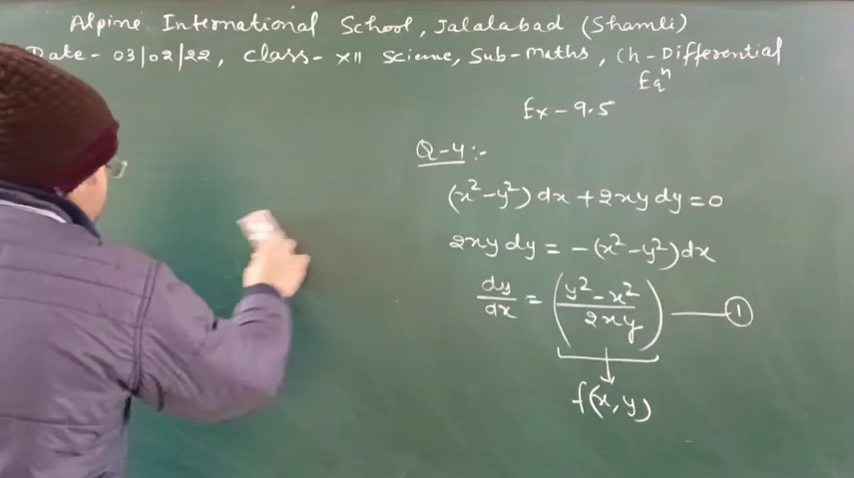 Alpine International School, Jalalabad (Shamli)
Date - 03/02/22, Class - XII Science, Sub - Maths, Ch - Differential
Eqⁿ
Ex - 9.5
Q-4:-
(x² - y²) dx + 2xy dy = 0
2xy dy = -(x² - y²) dx
dy/dx = ((y² - x²)/(2xy)) —— ①
↓
f(x, y)